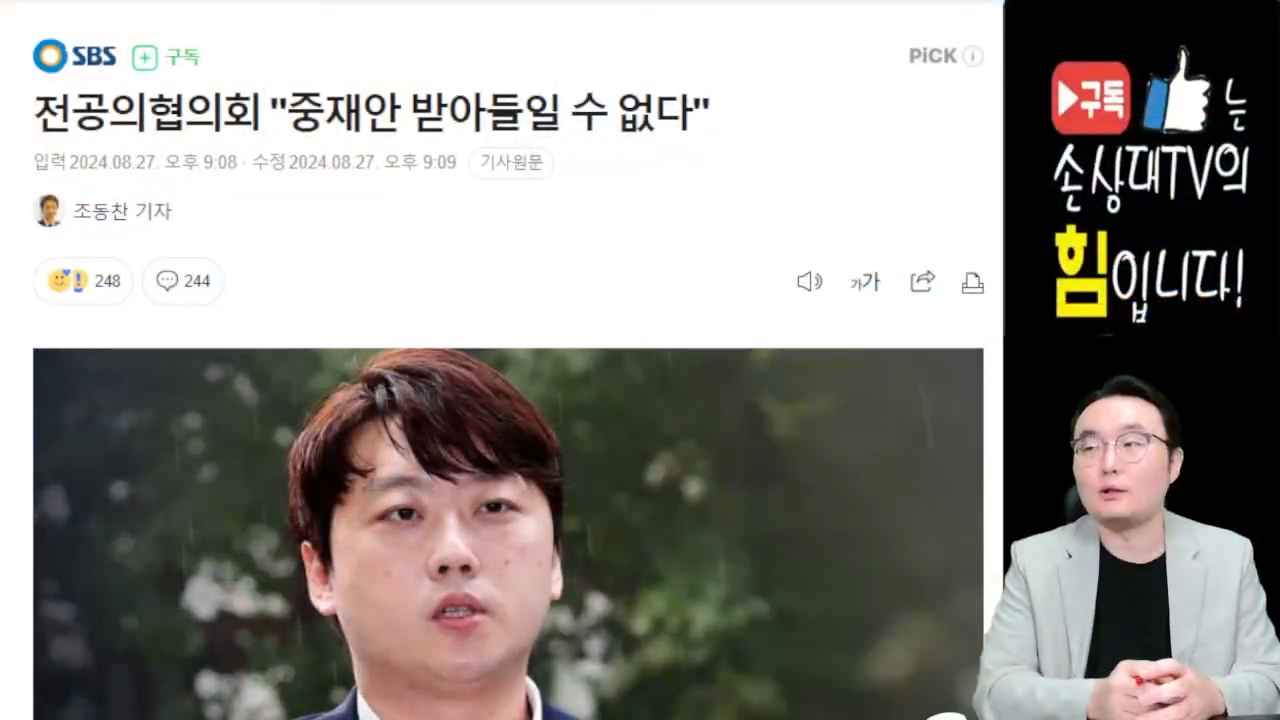 SBS 구독
PiCK
전공의협의회 "중재안 받아들일 수 없다"
입력 2024.08.27. 오후 9:08 · 수정 2024.08.27. 오후 9:09 기사원문
조동찬 기자
248 244
가가
구독 는
손상대TV의
힘입니다!